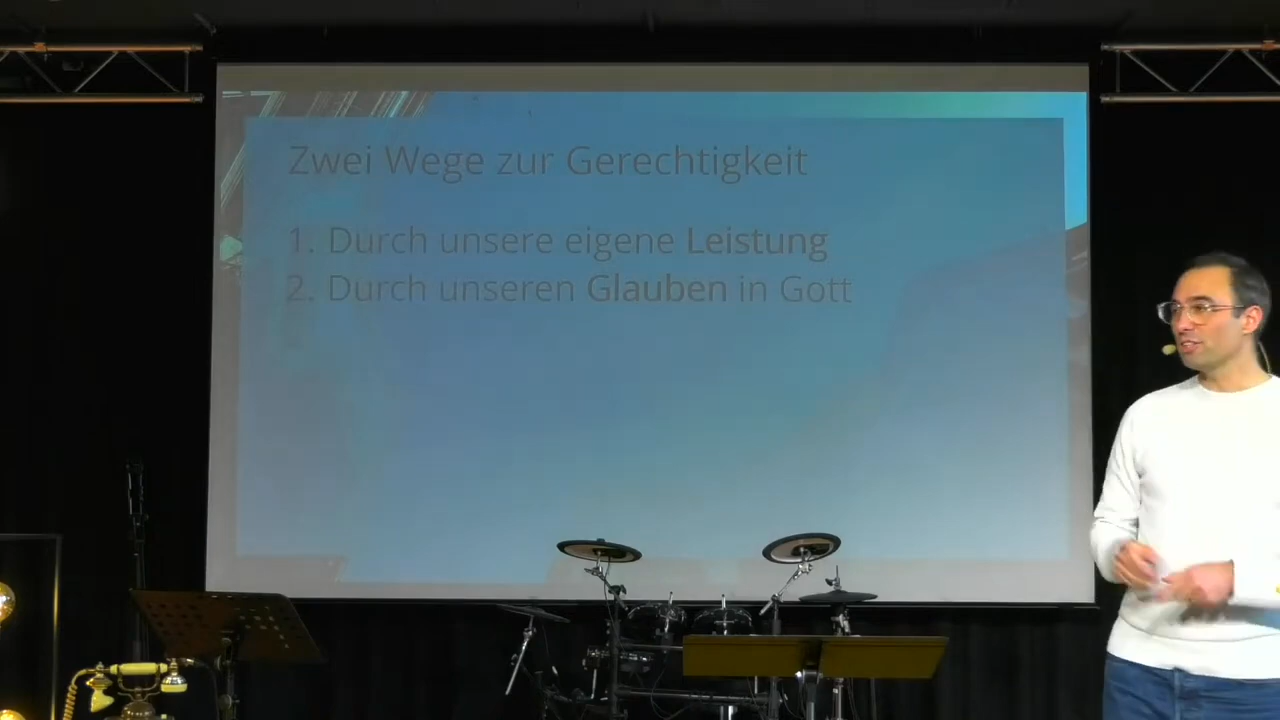 Zwei Wege zur Gerechtigkeit
1. Durch unsere eigene Leistung
2. Durch unseren Glauben in Gott